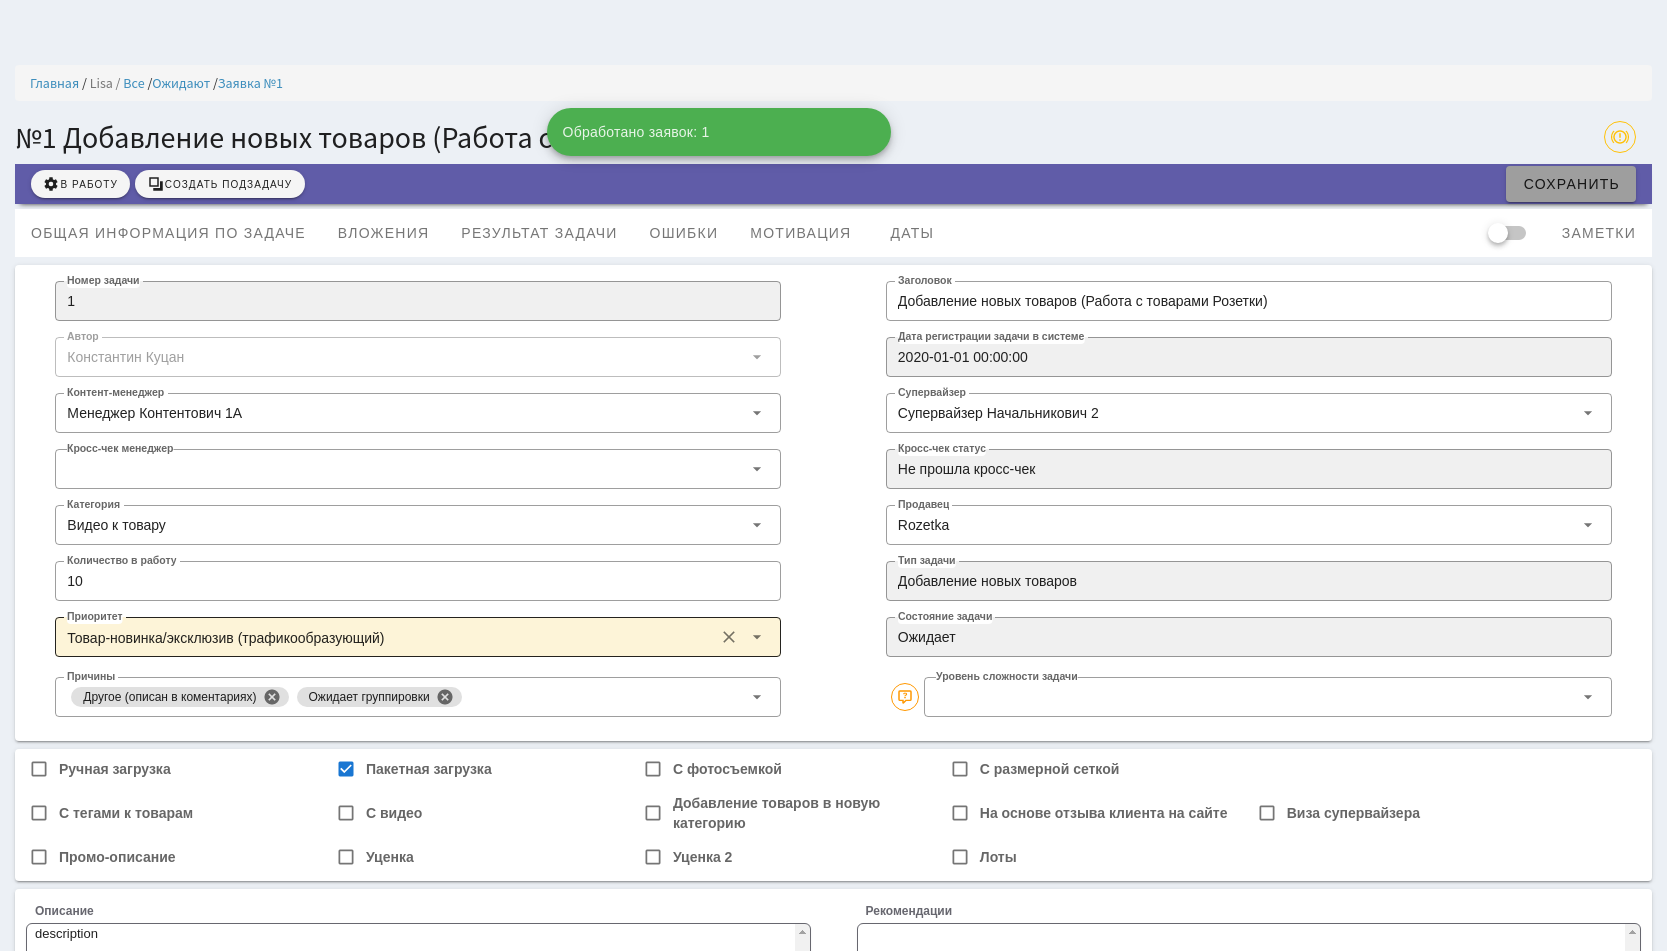 Главная / Lisa / Все /Ожидают /Заявка №1
№1 Добавление новых товаров (Работа с
Обработано заявок: 1
В РАБОТУ
СОЗДАТЬ ПОДЗАДАЧУ
СОХРАНИТЬ
ОБЩАЯ ИНФОРМАЦИЯ ПО ЗАДАЧЕ ВЛОЖЕНИЯ РЕЗУЛЬТАТ ЗАДАЧИ ОШИБКИ МОТИВАЦИЯ ДАТЫ ЗАМЕТКИ
Номер задачи
1
Заголовок
Добавление новых товаров (Работа с товарами Розетки)
Автор
Константин Куцан
Дата регистрации задачи в системе
2020-01-01 00:00:00
Контент-менеджер
Менеджер Контентович 1А
Супервайзер
Супервайзер Начальникович 2
Кросс-чек менеджер
Кросс-чек статус
Не прошла кросс-чек
Категория
Видео к товару
Продавец
Rozetka
Количество в работу
10
Тип задачи
Добавление новых товаров
Приоритет
Товар-новинка/эксклюзив (трафикообразующий)
Состояние задачи
Ожидает
Причины
Другое (описан в коментариях)
Ожидает группировки
Уровень сложности задачи
Ручная загрузка
Пакетная загрузка
С фотосъемкой
С размерной сеткой
С тегами к товарам
С видео
Добавление товаров в новую
категорию
На основе отзыва клиента на сайте
Виза супервайзера
Промо-описание
Уценка
Уценка 2
Лоты
Описание
description
Рекомендации